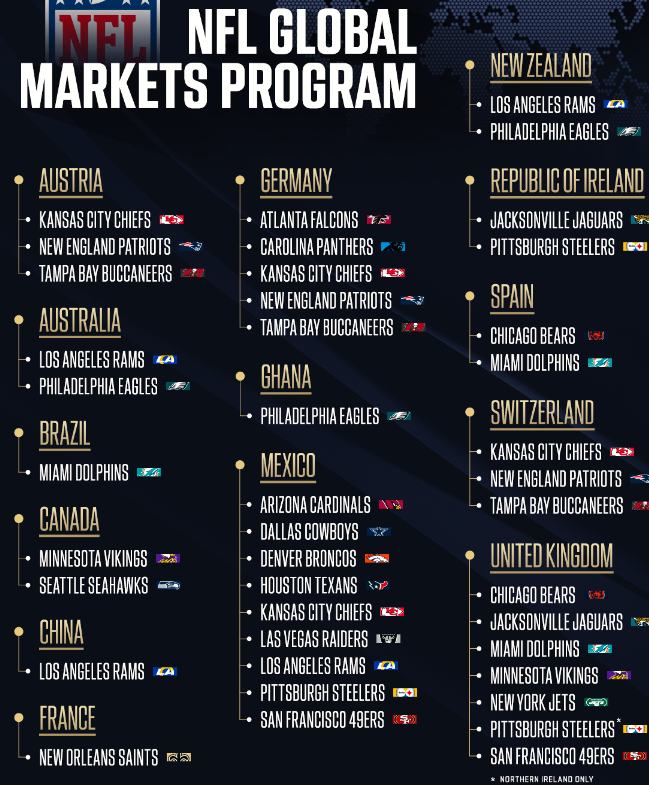 NFL
NFL GLOBAL
MARKETS PROGRAM
AUSTRIA
KANSAS CITY CHIEFS
NEW ENGLAND PATRIOTS
TAMPA BAY BUCCANEERS
AUSTRALIA
LOS ANGELES RAMS
PHILADELPHIA EAGLES
BRAZIL
MIAMI DOLPHINS
CANADA
MINNESOTA VIKINGS
SEATTLE SEAHAWKS
CHINA
LOS ANGELES RAMS
FRANCE
NEW ORLEANS SAINTS
GERMANY
ATLANTA FALCONS
CAROLINA PANTHERS
KANSAS CITY CHIEFS
NEW ENGLAND PATRIOTS
TAMPA BAY BUCCANEERS
GHANA
PHILADELPHIA EAGLES
MEXICO
ARIZONA CARDINALS
DALLAS COWBOYS
DENVER BRONCOS
HOUSTON TEXANS
KANSAS CITY CHIEFS
LAS VEGAS RAIDERS
LOS ANGELES RAMS
PITTSBURGH STEELERS
SAN FRANCISCO 49ERS
NEW ZEALAND
LOS ANGELES RAMS
PHILADELPHIA EAGLES
REPUBLIC OF IRELAND
JACKSONVILLE JAGUARS
PITTSBURGH STEELERS
SPAIN
CHICAGO BEARS
MIAMI DOLPHINS
SWITZERLAND
KANSAS CITY CHIEFS
NEW ENGLAND PATRIOTS
TAMPA BAY BUCCANEERS
UNITED KINGDOM
CHICAGO BEARS
JACKSONVILLE JAGUARS
MIAMI DOLPHINS
MINNESOTA VIKINGS
NEW YORK JETS
PITTSBURGH STEELERS*
SAN FRANCISCO 49ERS
* NORTHERN IRELAND ONLY